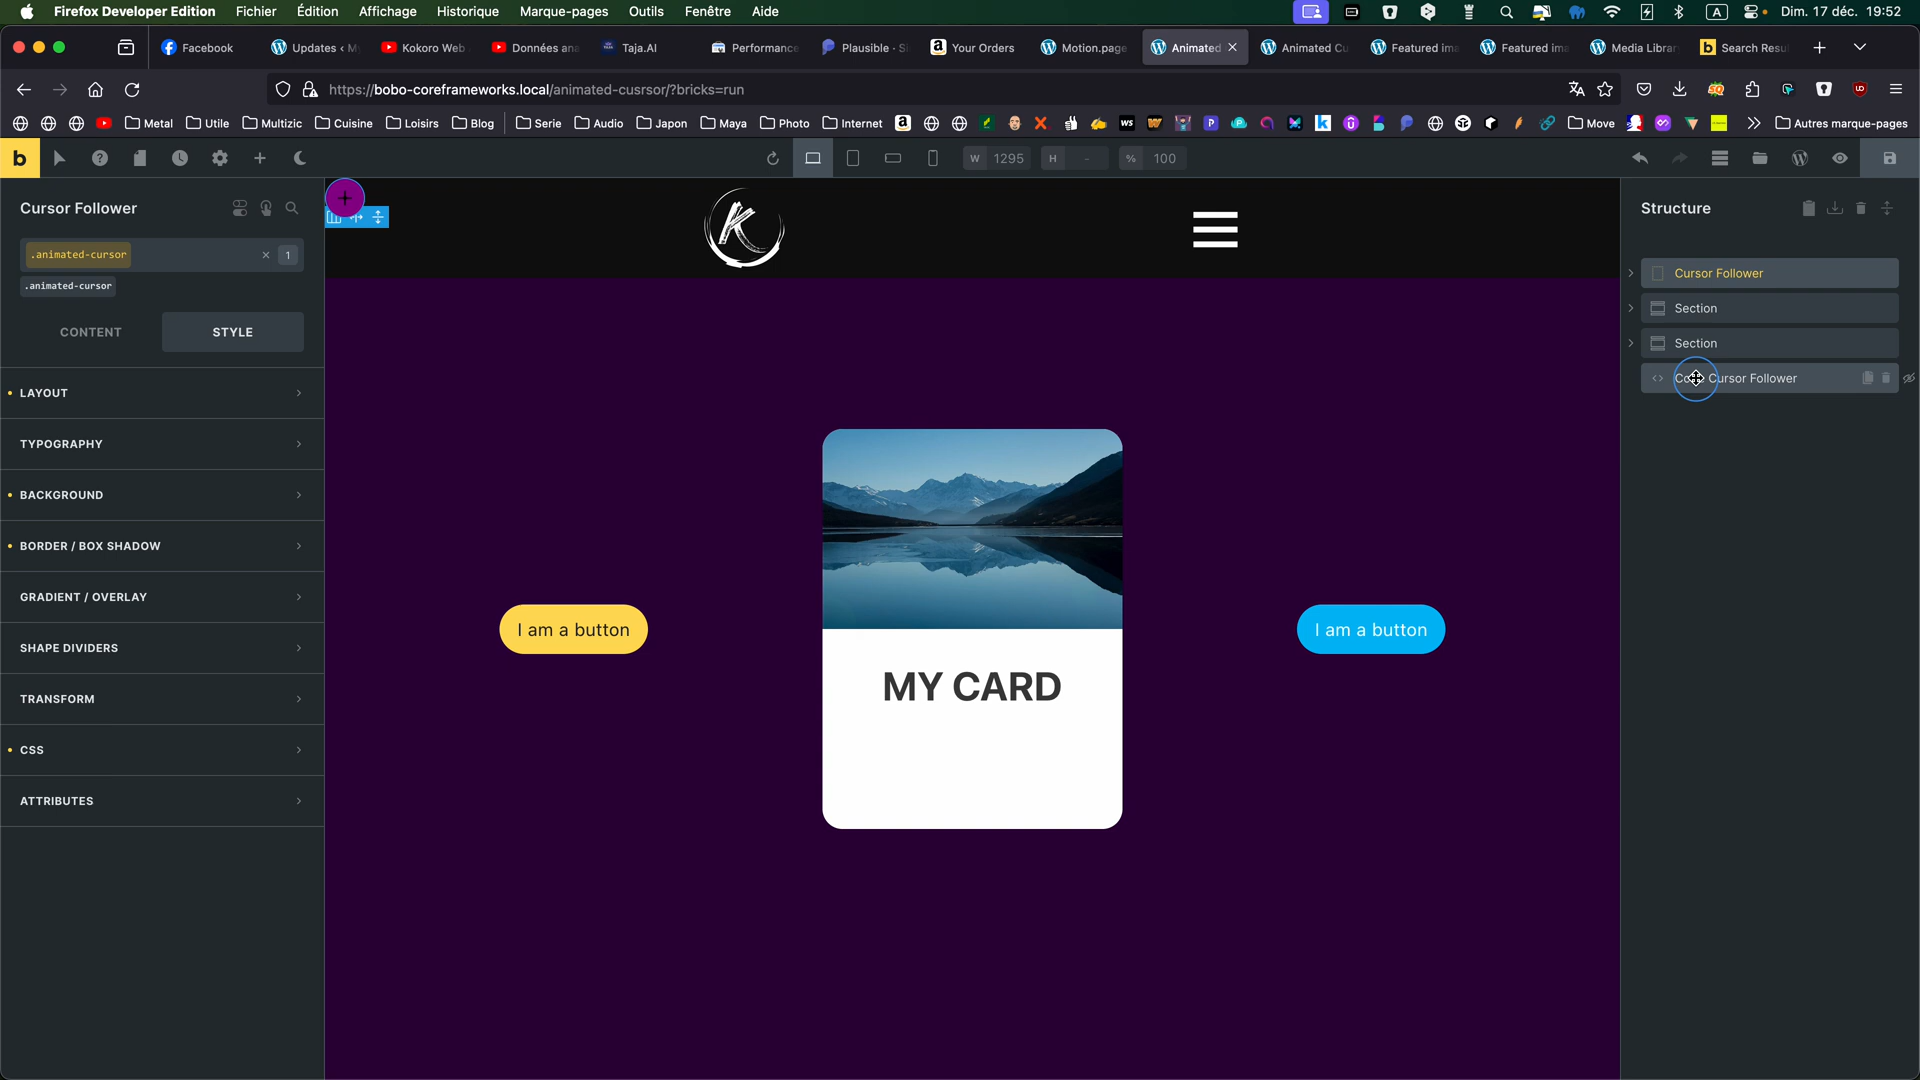 Firefox Developer Edition Fichier Édition Affichage Historique Marque-pages Outils Fenêtre Aide A Dim. 17 déc. 19:52
Facebook Updates ‹ M Kokoro Web Données ana Taja.AI Performance Plausible · Si Your Orders Motion.page Animated Animated Cu Featured ima Featured ima Media Librar Search Resu
https://bobo-coreframeworks.local/animated-cusrsor/?bricks=run
Metal Utile Multizic Cuisine Loisirs Blog Serie Audio Japon Maya Photo Internet Move Autres marque-pages
b W 1295 H - % 100
Cursor Follower
.animated-cursor × 1
.animated-cursor
CONTENT STYLE
LAYOUT
TYPOGRAPHY
BACKGROUND
BORDER / BOX SHADOW
GRADIENT / OVERLAY
SHAPE DIVIDERS
TRANSFORM
CSS
ATTRIBUTES
K
I am a button
MY CARD
I am a button
Structure
Cursor Follower
Section
Section
Cursor Follower